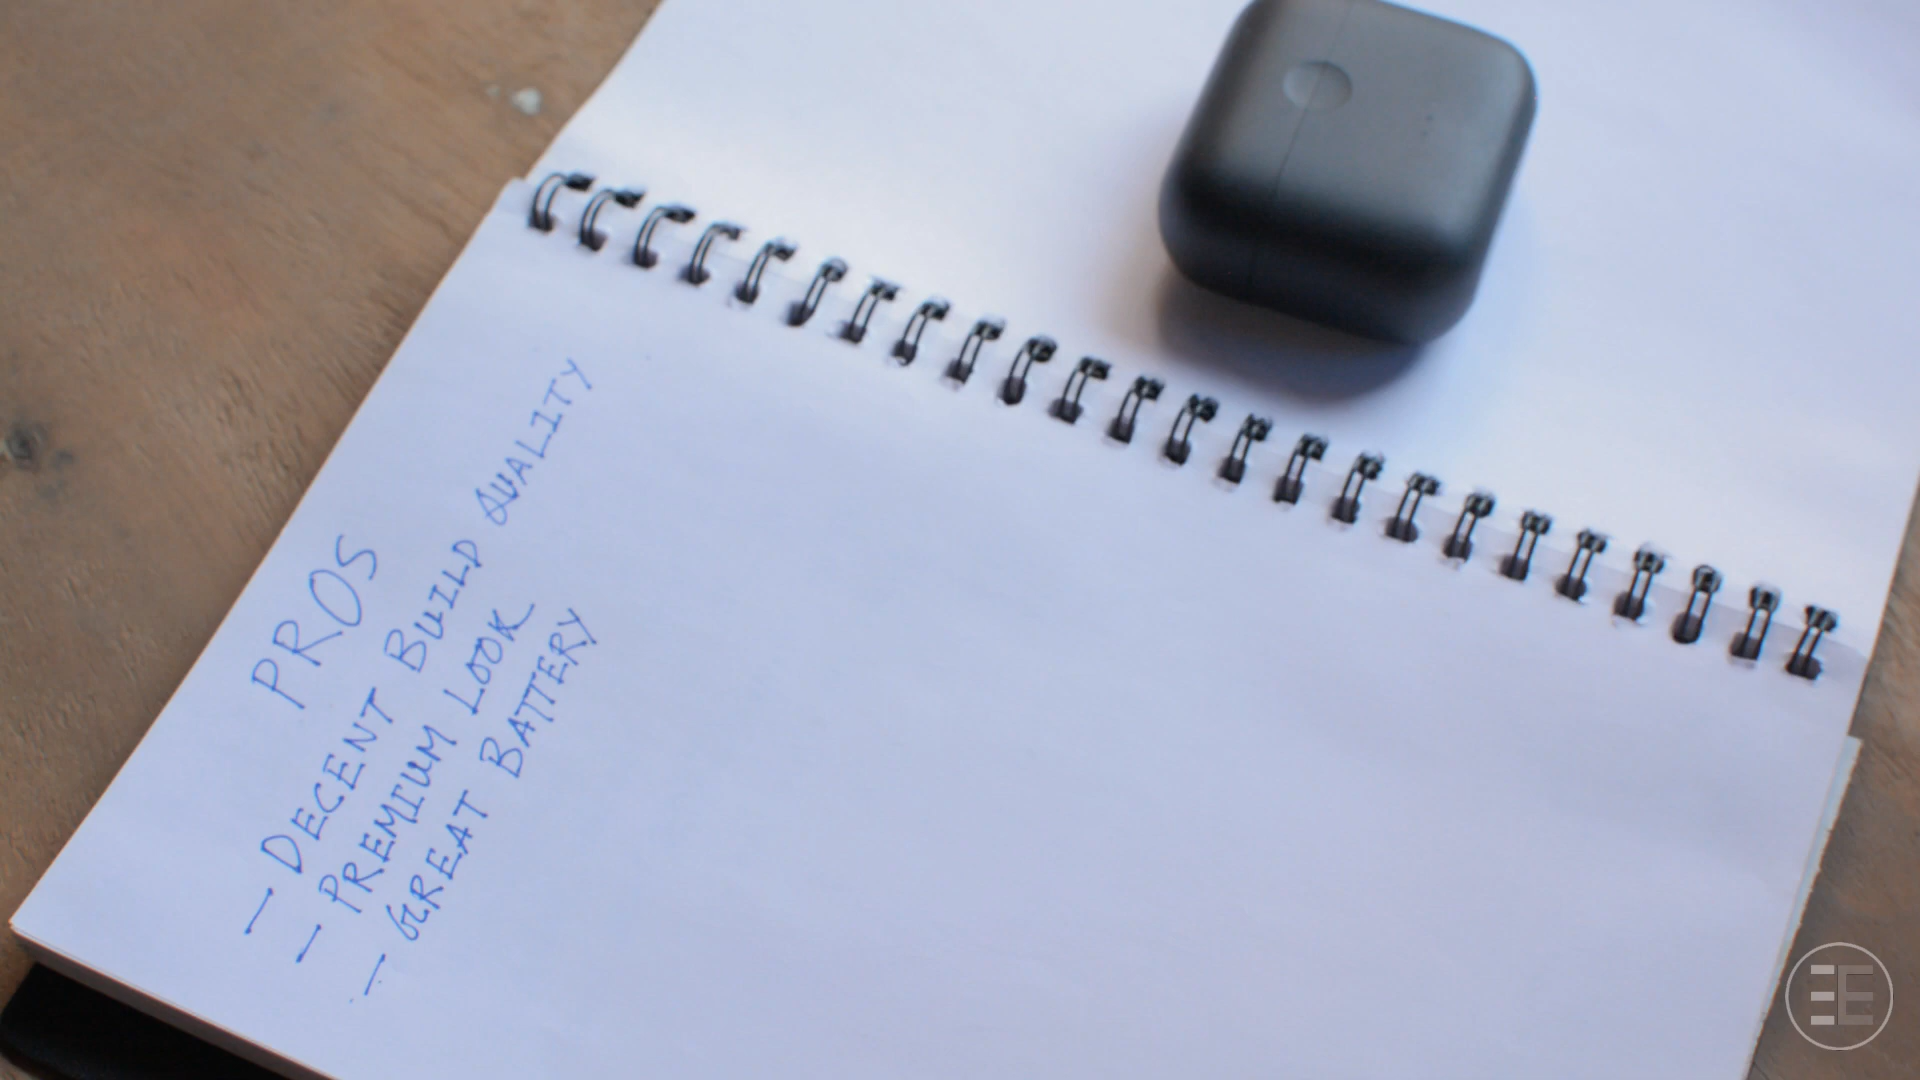 PROS
- DECENT BUILD QUALITY
- PREMIUM LOOK
- GREAT BATTERY